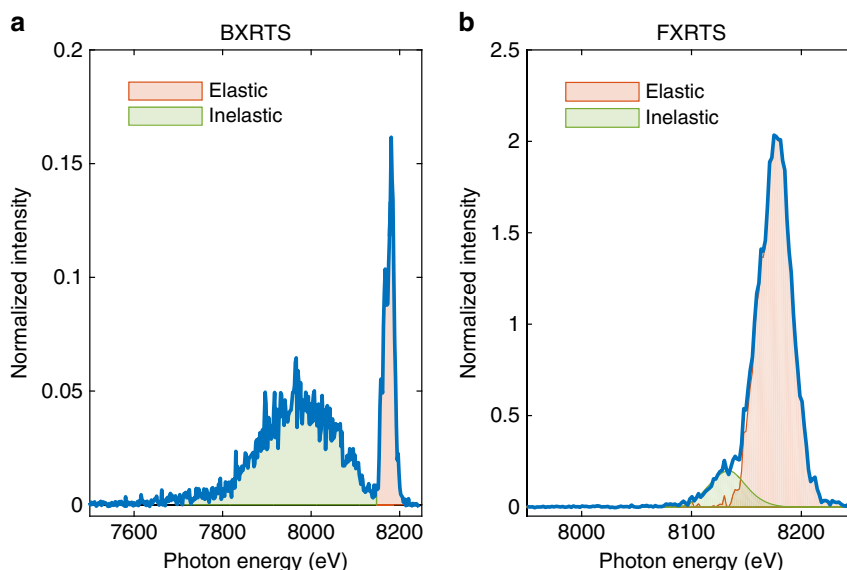 a
BXRTS
0.2
0.15
0.1
0.05
0
Elastic
Inelastic
Normalized intensity
7600
7800
8000
8200
Photon energy (eV)
b
FXRTS
2.5
2
1.5
1
0.5
0
Elastic
Inelastic
Normalized intensity
8000
8100
8200
Photon energy (eV)